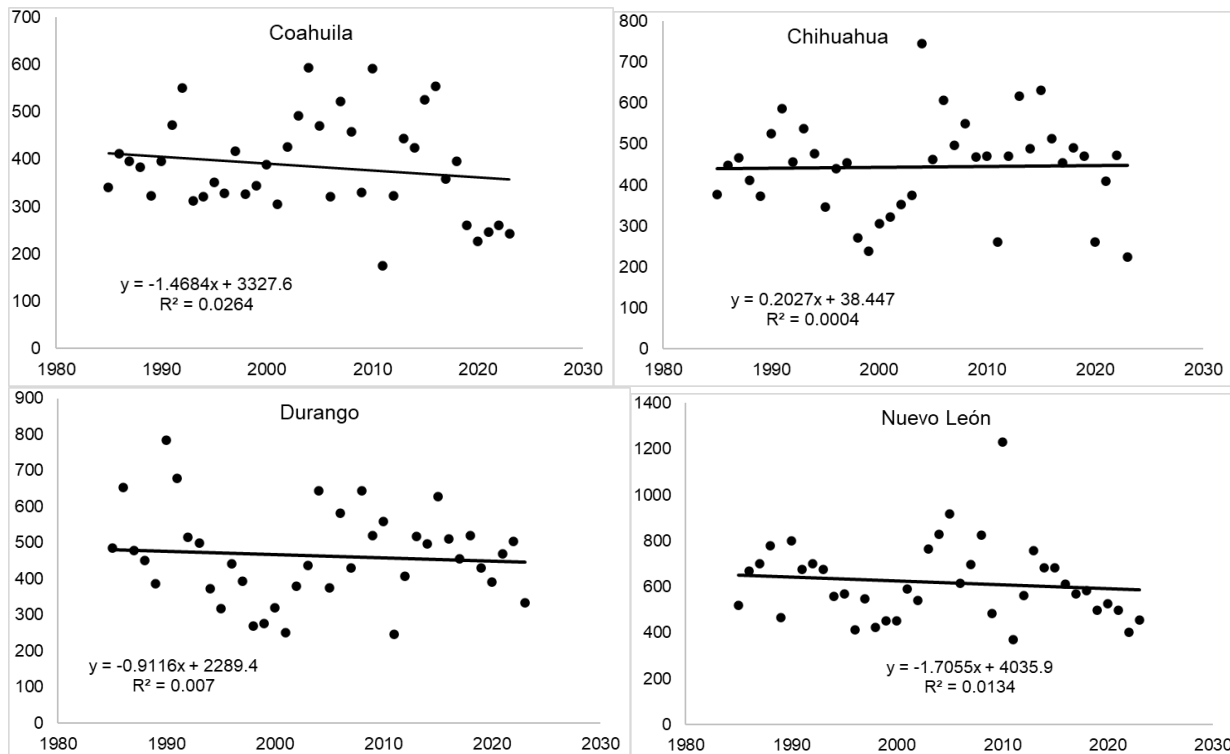 Coahuila
700
600
500
400
300
200
100
0
y = -1.4684x + 3327.6
R² = 0.0264
1980 1990 2000 2010 2020 2030
Chihuahua
800
700
600
500
400
300
200
100
0
y = 0.2027x + 38.447
R² = 0.0004
1980 1990 2000 2010 2020 2030
Durango
900
800
700
600
500
400
300
200
100
0
y = -0.9116x + 2289.4
R² = 0.007
1980 1990 2000 2010 2020 2030
Nuevo León
1400
1200
1000
800
600
400
200
0
y = -1.7055x + 4035.9
R² = 0.0134
1980 1990 2000 2010 2020 2030